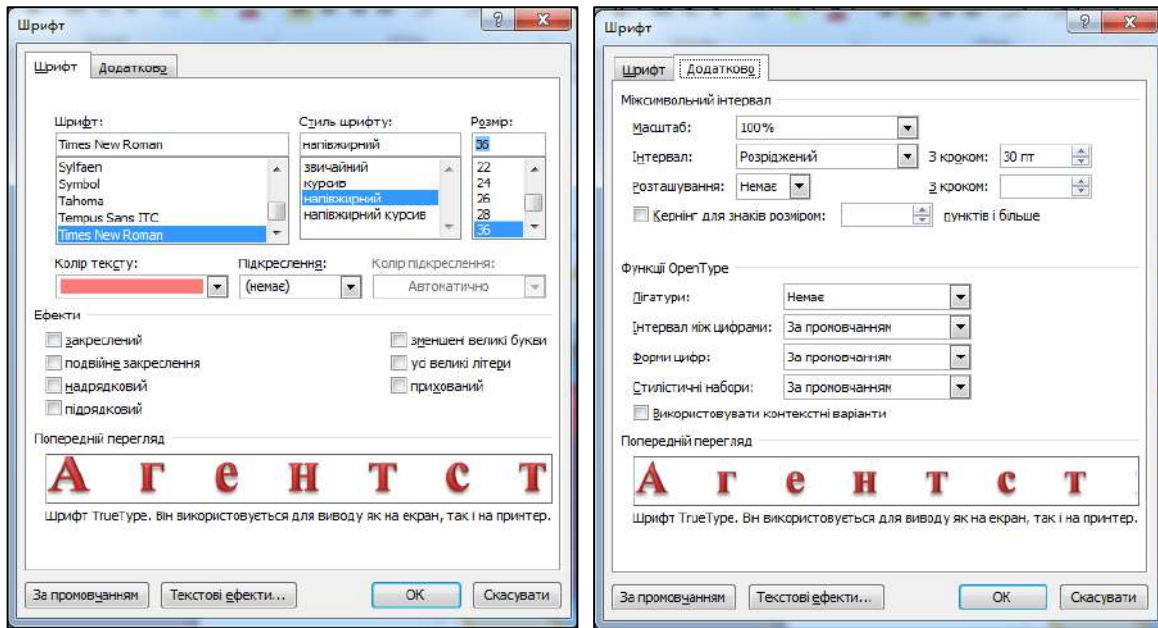 Шрифт
Шрифт Додатково
Шрифт:
Стиль шрифту:
Розмір:
Times New Roman
напівжирний
36
Sylfaen
Symbol
Tahoma
Tempus Sans ITC
Times New Roman
звичайний
курсив
напівжирний
напівжирний курсив
22
24
26
28
36
Колір тексту:
Підкреслення:
Колір підкреслення:
(немає)
Автоматично
Ефекти
закреслений
подвійне закреслення
надрядковий
підрядковий
зменшені великі букви
усі великі літери
прихований
Попередній перегляд
А г е н т с т
Шрифт TrueType. Він використовується для виводу як на екран, так і на принтер.
За промовчанням Текстові ефекти... ОК Скасувати
Шрифт
Шрифт Додатково
Міжсимвольний інтервал
Масштаб: 100%
Інтервал: Розріджений З кроком: 30 пт
Розташування: Немає З кроком:
Кернінг для знаків розміром: пунктів і більше
Функції OpenType
Лігатури: Немає
Інтервал між цифрами: За промовчанням
Форми цифр: За промовчанням
Стилістичні набори: За промовчанням
Використовувати контекстні варіанти
Попередній перегляд
А г е н т с т
Шрифт TrueType. Він використовується для виводу як на екран, так і на принтер.
За промовчанням Текстові ефекти... ОК Скасувати